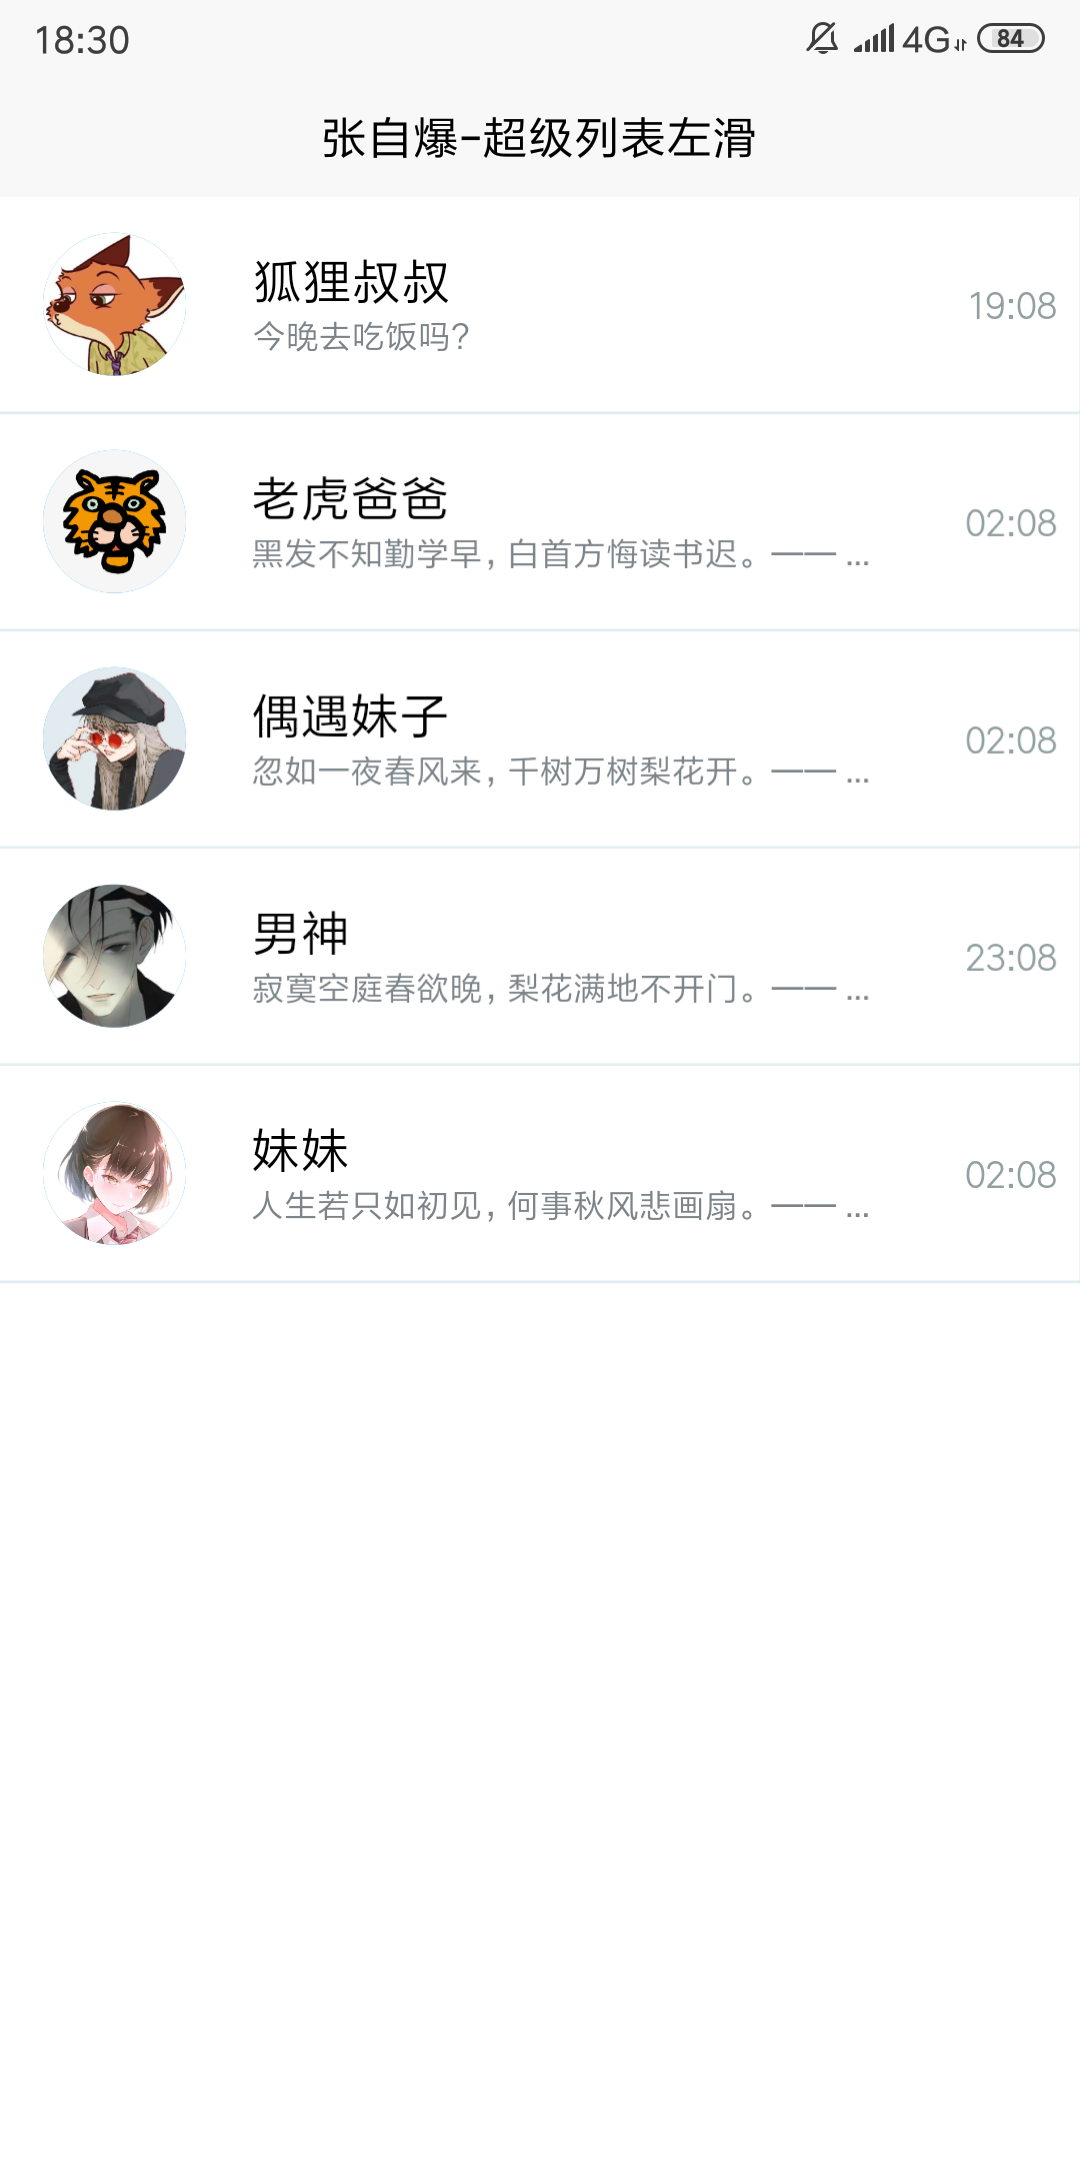 18:30 4G 84
张自爆-超级列表左滑
狐狸叔叔
今晚去吃饭吗?
19:08
老虎爸爸
黑发不知勤学早，白首方悔读书迟。—— ...
02:08
偶遇妹子
忽如一夜春风来，千树万树梨花开。—— ...
02:08
男神
寂寞空庭春欲晚，梨花满地不开门。—— ...
23:08
妹妹
人生若只如初见，何事秋风悲画扇。—— ...
02:08